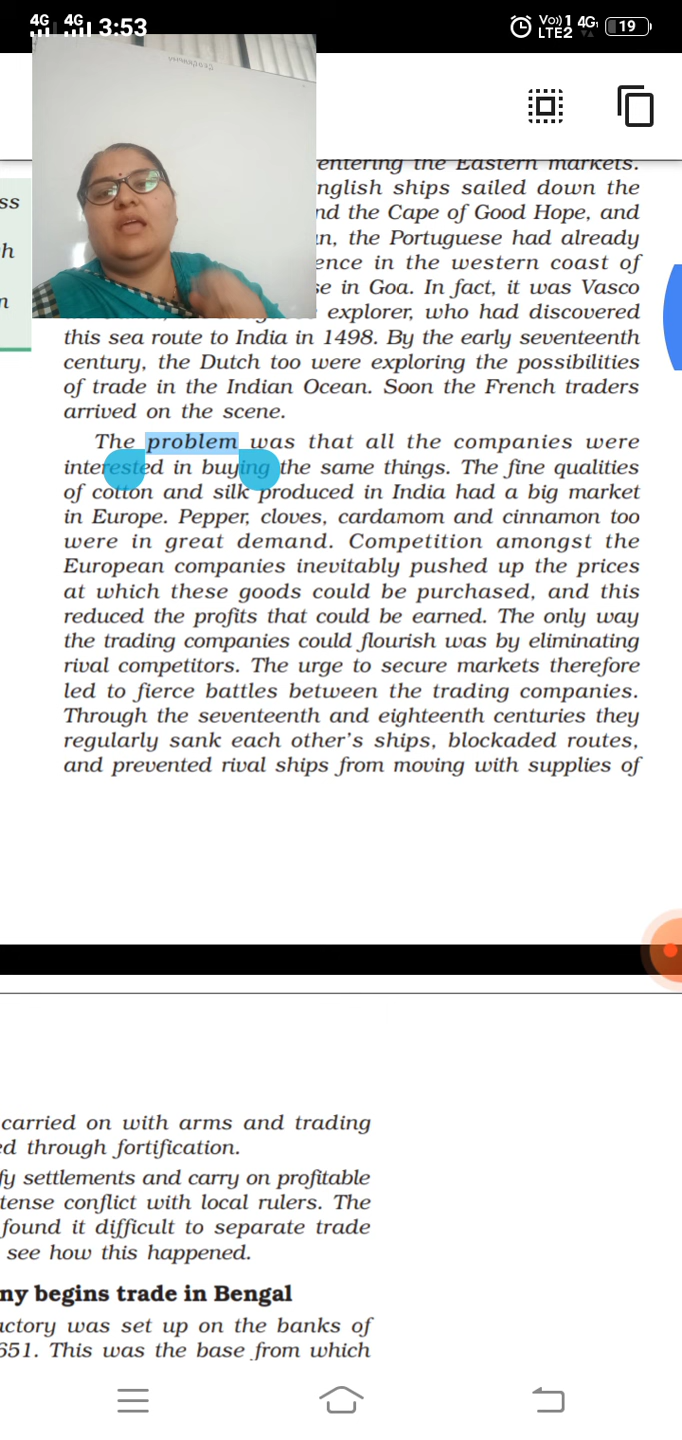 4G 4G 3:53
Vo)) 1 4G
LTE2
19
entering the Eastern markets.
ss
nglish ships sailed down the
nd the Cape of Good Hope, and
h
n, the Portuguese had already
ence in the western coast of
n
se in Goa. In fact, it was Vasco
explorer, who had discovered
this sea route to India in 1498. By the early seventeenth
century, the Dutch too were exploring the possibilities
of trade in the Indian Ocean. Soon the French traders
arrived on the scene.
The problem was that all the companies were
interested in buying the same things. The fine qualities
of cotton and silk produced in India had a big market
in Europe. Pepper, cloves, cardamom and cinnamon too
were in great demand. Competition amongst the
European companies inevitably pushed up the prices
at which these goods could be purchased, and this
reduced the profits that could be earned. The only way
the trading companies could flourish was by eliminating
rival competitors. The urge to secure markets therefore
led to fierce battles between the trading companies.
Through the seventeenth and eighteenth centuries they
regularly sank each other's ships, blockaded routes,
and prevented rival ships from moving with supplies of
carried on with arms and trading
ed through fortification.
fy settlements and carry on profitable
tense conflict with local rulers. The
found it difficult to separate trade
see how this happened.
ny begins trade in Bengal
actory was set up on the banks of
651. This was the base from which